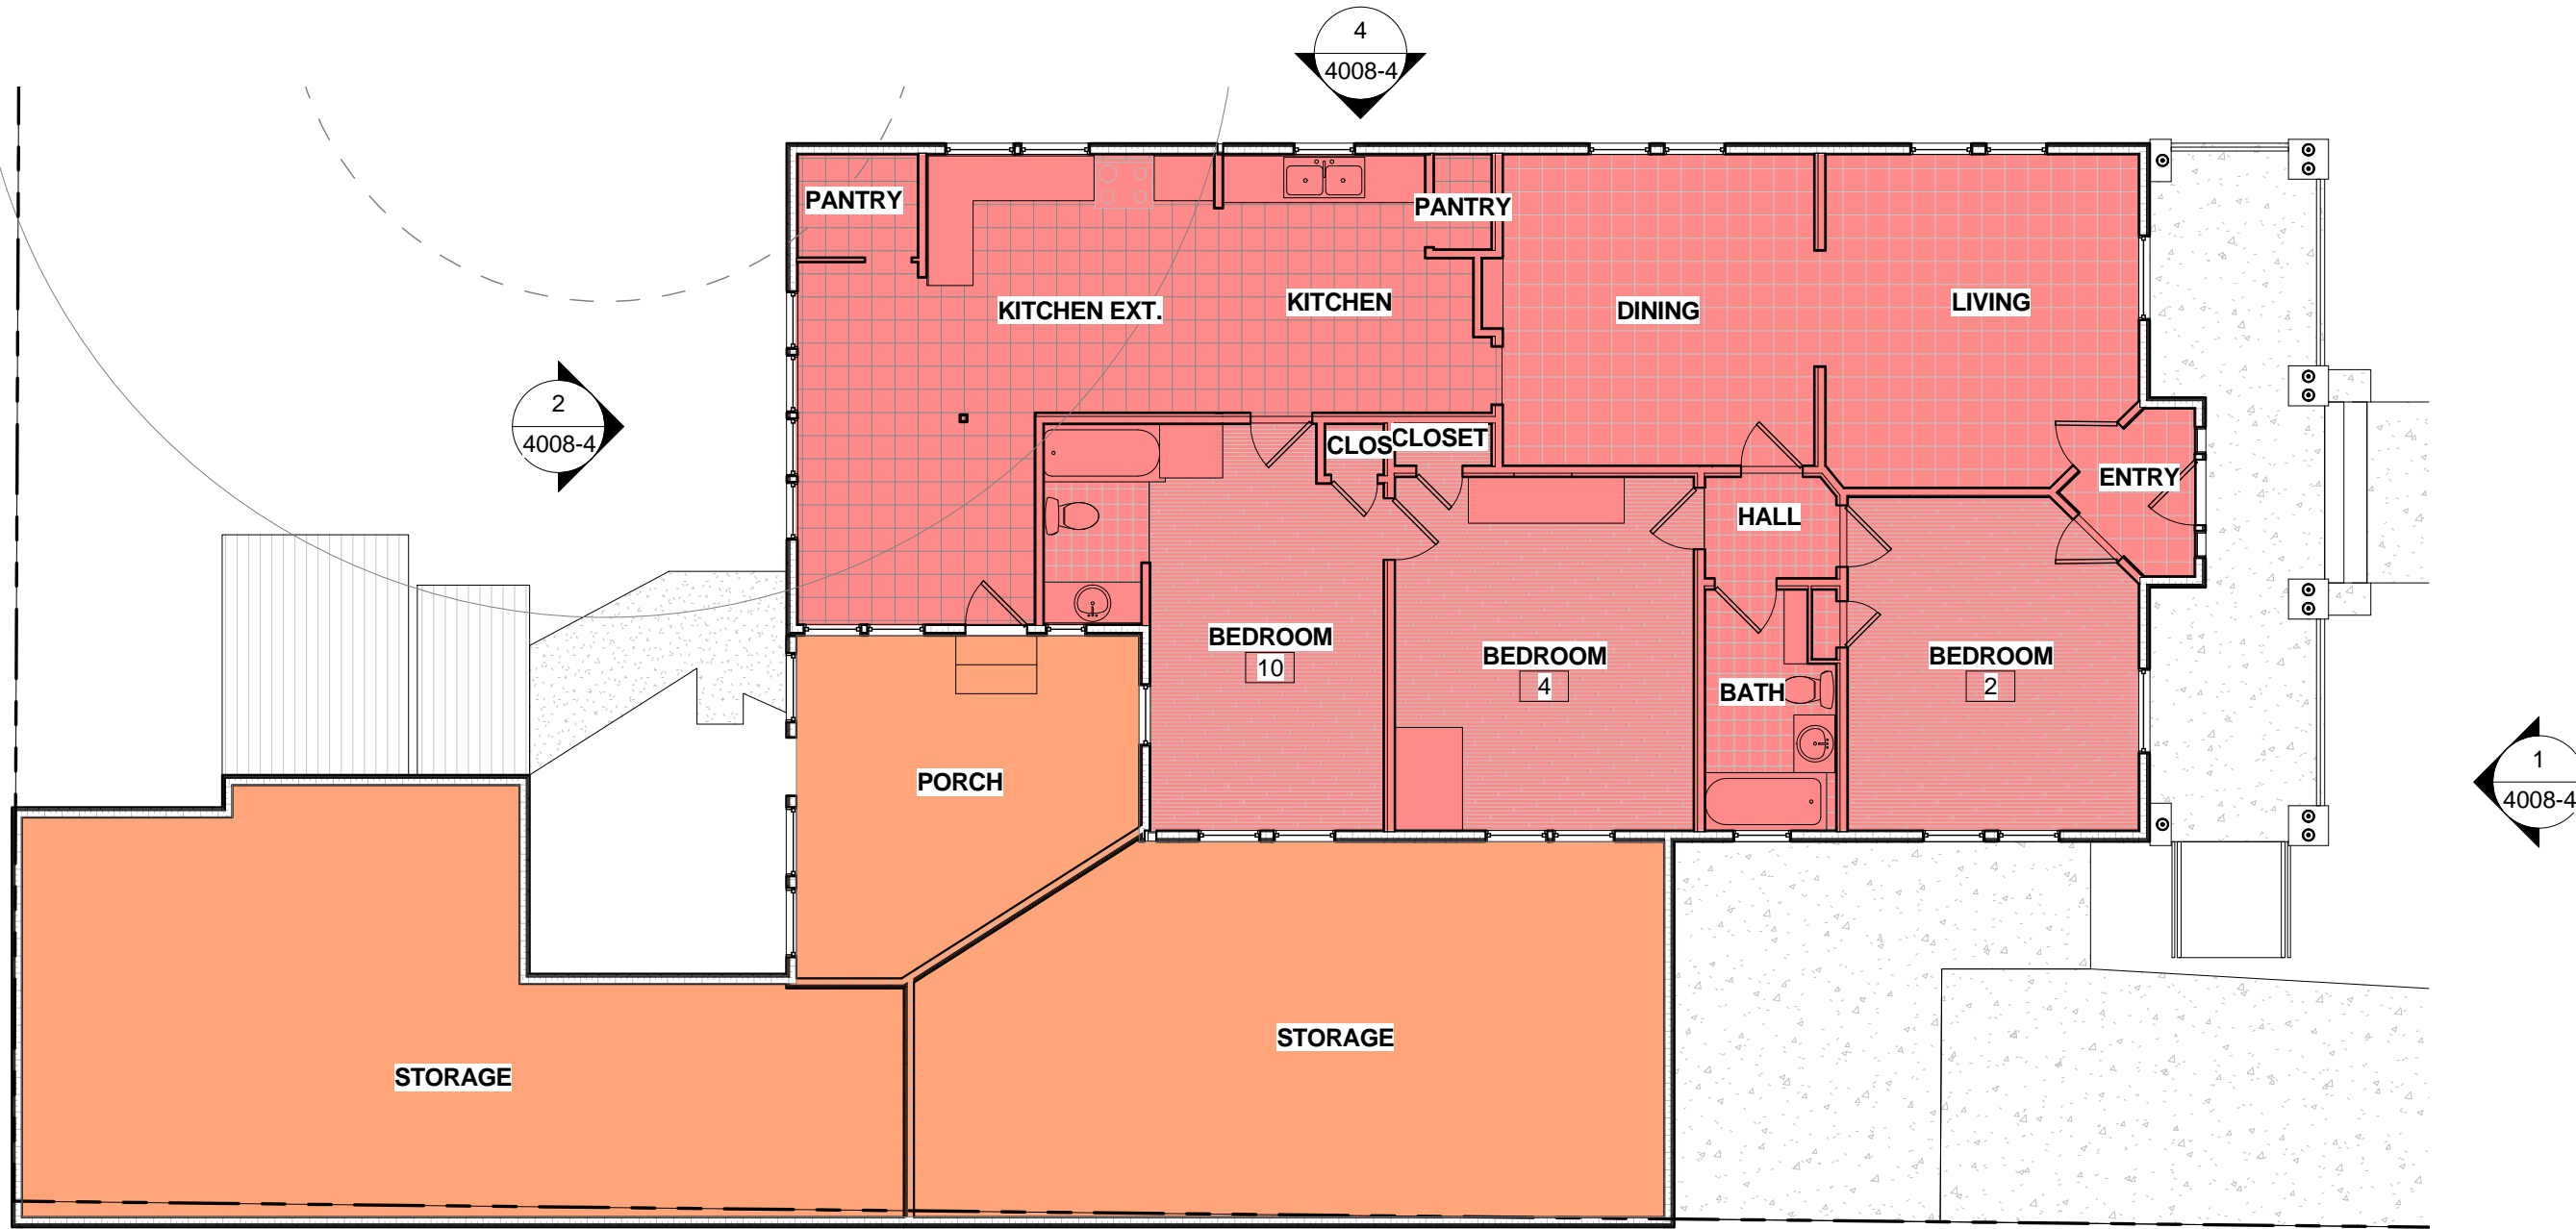 4
4008-4
PANTRY
PANTRY
KITCHEN EXT.
KITCHEN
DINING
LIVING
2
4008-4
CLOS
CLOSET
ENTRY
HALL
BEDROOM
10
BEDROOM
4
BATH
BEDROOM
2
PORCH
1
4008-4
STORAGE
STORAGE